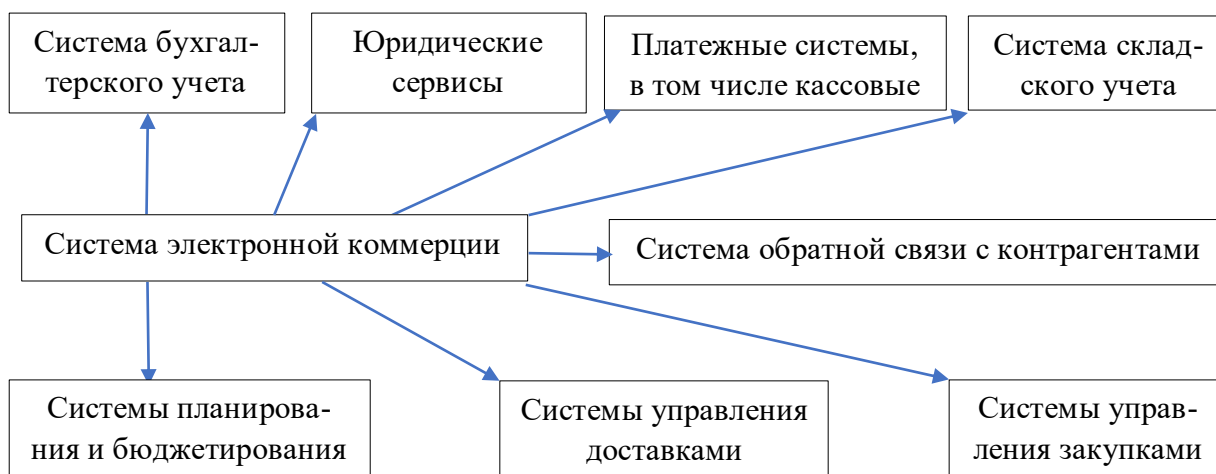 Система бухгал-
терского учета
Юридические
сервисы
Платежные системы,
в том числе кассовые
Система склад-
ского учета
Система электронной коммерции
Система обратной связи с контрагентами
Системы планирова-
ния и бюджетирования
Системы управления
доставками
Системы управ-
ления закупками